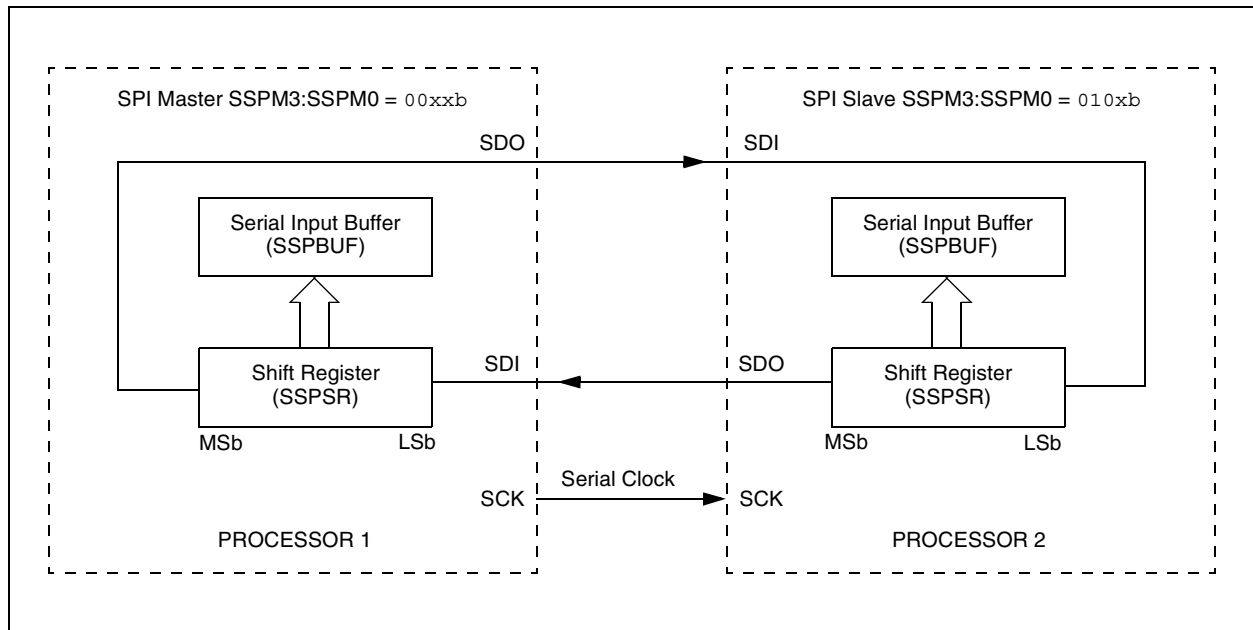 SPI Master SSPM3:SSPM0 = 00xxb
SDO
Serial Input Buffer
(SSPBUF)
Shift Register
(SSPSR)
MSb
LSb
SDI
SCK
PROCESSOR 1
Serial Clock
SPI Slave SSPM3:SSPM0 = 010xb
SDI
Serial Input Buffer
(SSPBUF)
SDO
Shift Register
(SSPSR)
MSb
LSb
SCK
PROCESSOR 2